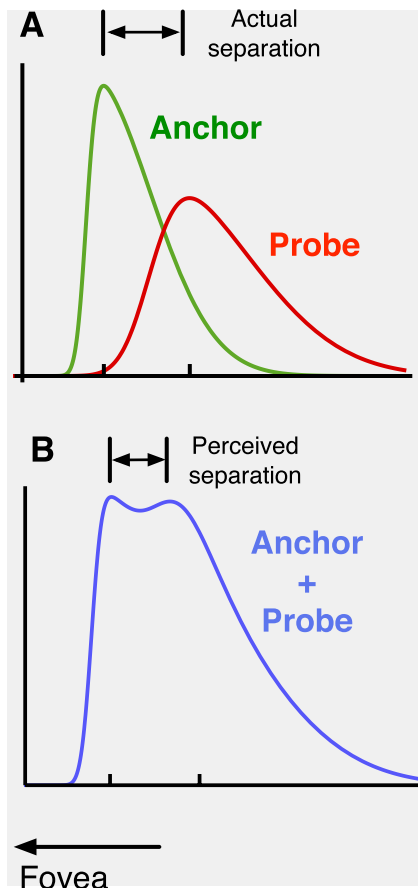 A
Actual
separation
Anchor
Probe
B
Perceived
separation
Anchor
+
Probe
Fovea